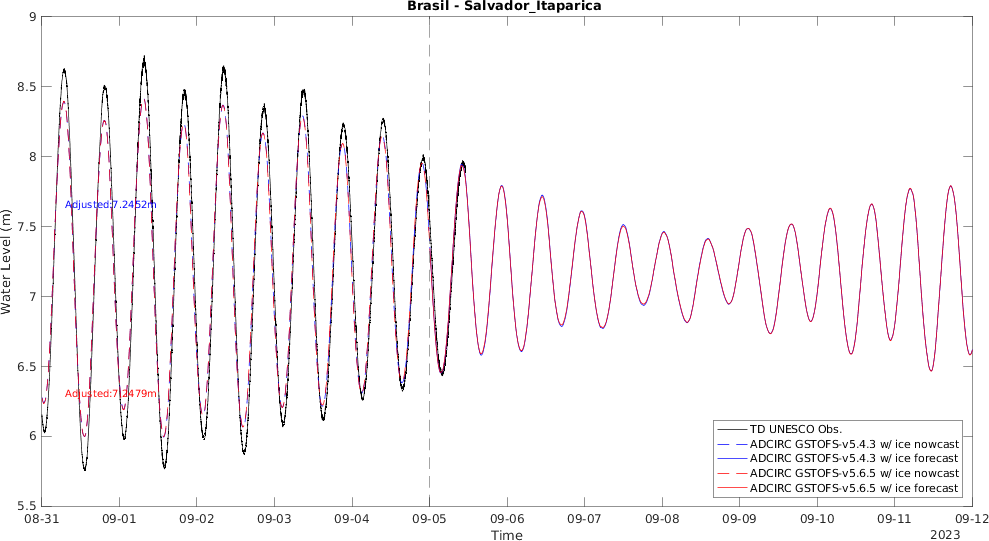 Brasil - Salvador_Itaparica
Water Level (m)
9
8.5
8
7.5
7
6.5
6
5.5
Adjusted:7.2452m
Adjusted:7.2479m
TD UNESCO Obs.
ADCIRC GSTOFS-v5.4.3 w/ ice nowcast
ADCIRC GSTOFS-v5.4.3 w/ ice forecast
ADCIRC GSTOFS-v5.6.5 w/ ice nowcast
ADCIRC GSTOFS-v5.6.5 w/ ice forecast
08-31 09-01 09-02 09-03 09-04 09-05 09-06 09-07 09-08 09-09 09-10 09-11 09-12
Time
2023